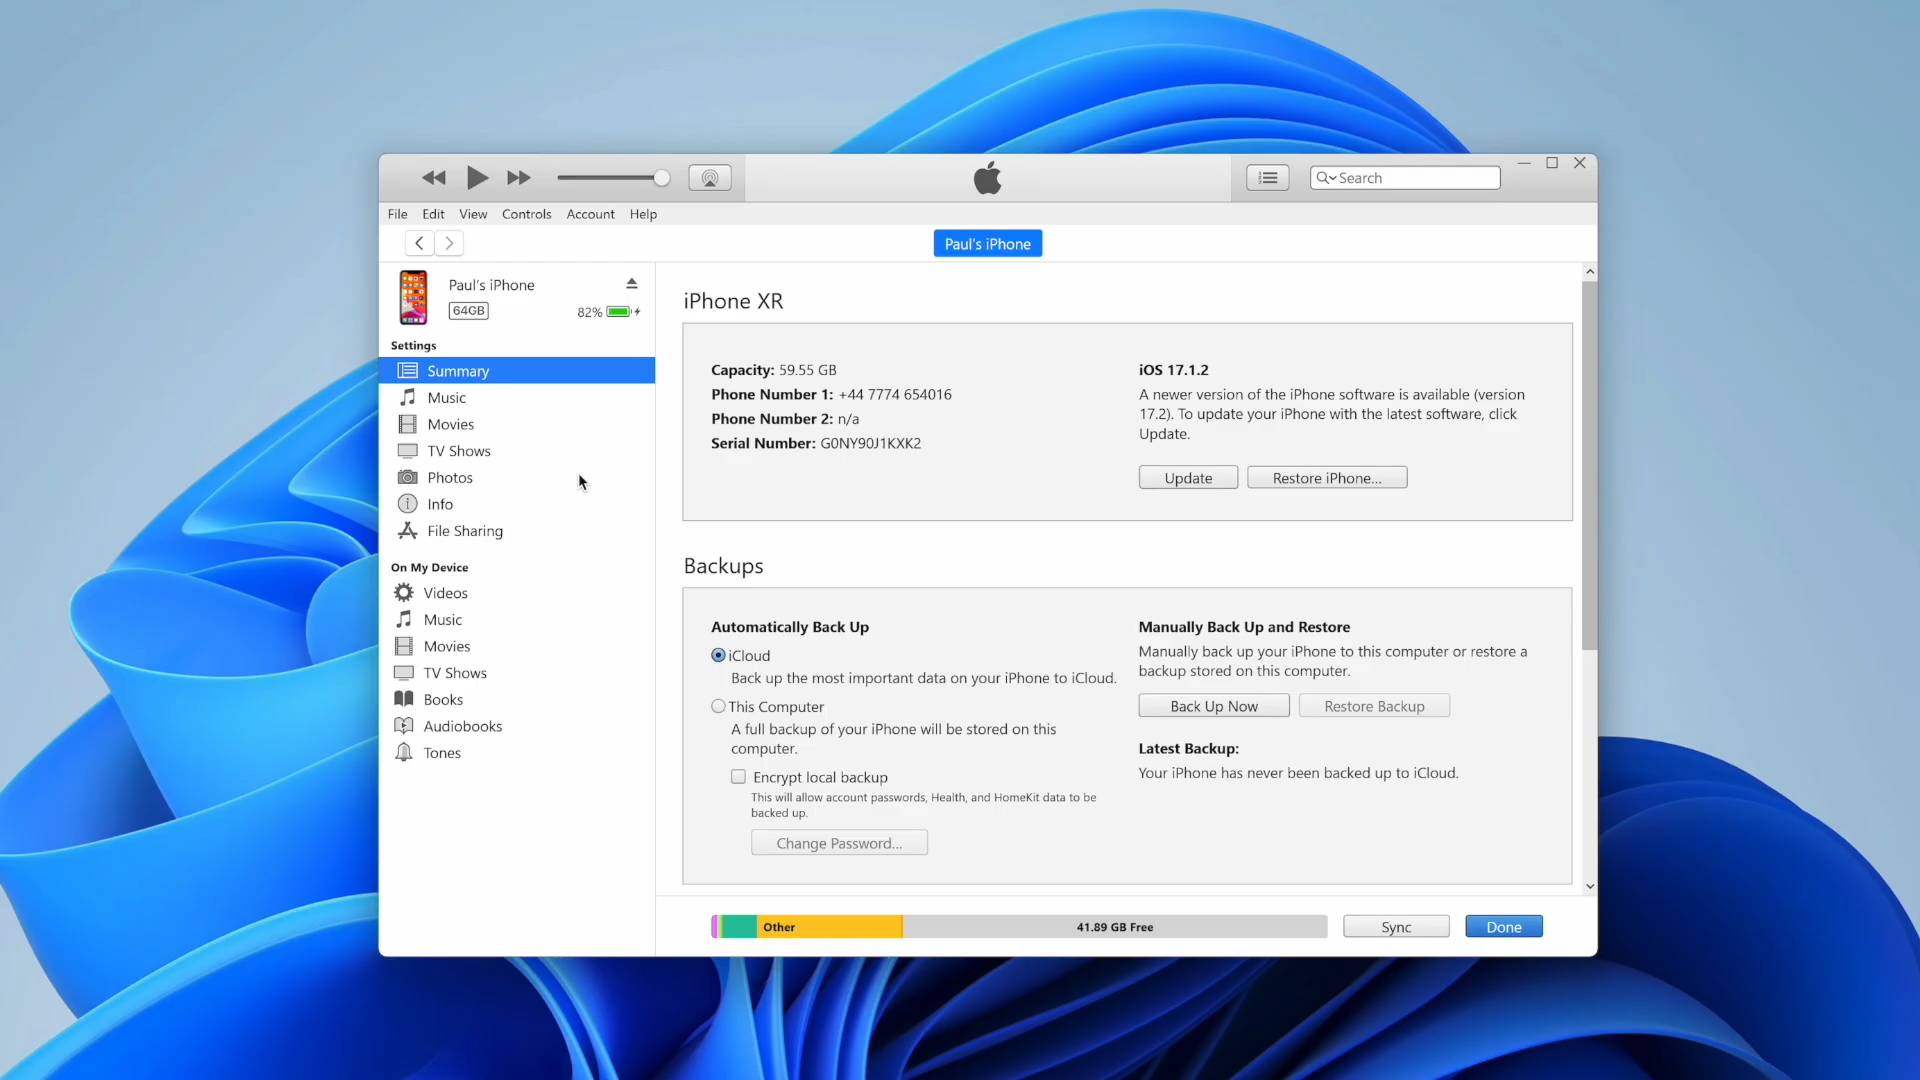 Search
File Edit View Controls Account Help
Paul's iPhone
Paul's iPhone
64GB
82%
Settings
Summary
Music
Movies
TV Shows
Photos
Info
File Sharing
On My Device
Videos
Music
Movies
TV Shows
Books
Audiobooks
Tones
iPhone XR
Capacity: 59.55 GB
Phone Number 1: +44 7774 654016
Phone Number 2: n/a
Serial Number: G0NY90J1KXK2
iOS 17.1.2
A newer version of the iPhone software is available (version
17.2). To update your iPhone with the latest software, click
Update.
Update Restore iPhone...
Backups
Automatically Back Up
iCloud
Back up the most important data on your iPhone to iCloud.
This Computer
A full backup of your iPhone will be stored on this
computer.
Encrypt local backup
This will allow account passwords, Health, and HomeKit data to be
backed up.
Change Password...
Manually Back Up and Restore
Manually back up your iPhone to this computer or restore a
backup stored on this computer.
Back Up Now Restore Backup
Latest Backup:
Your iPhone has never been backed up to iCloud.
Other 41.89 GB Free Sync Done